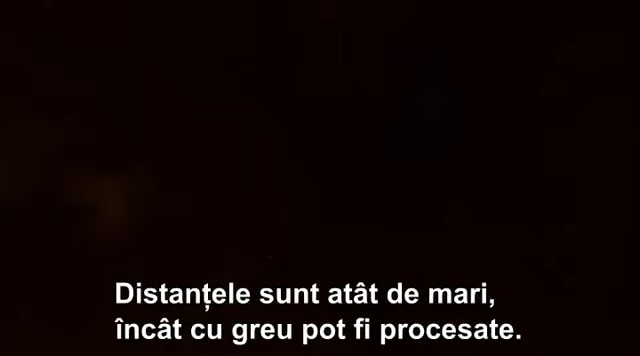 Distanțele sunt atât de mari,
încât cu greu pot fi procesate.